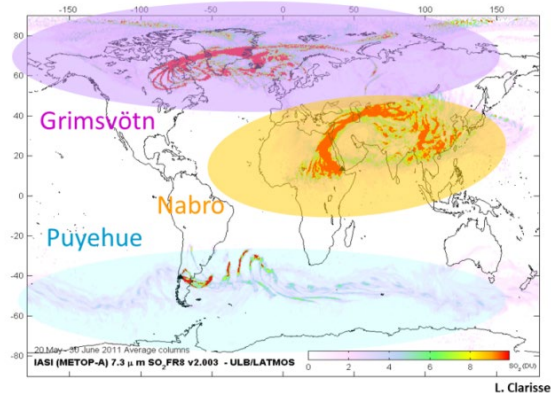 -150 -100 -50 0 50 100 150
80
60
Grimsvötn
40
20
0
Nabro
Puyehue
-20
-40
-60
-80
20 May - 30 June 2011 Average columns
IASI (METOP-A) 7.3 μ m SO2FR8 v2.003 - ULB/LATMOS
0 2 4 6 8 SO2(DU)
L. Clarisse